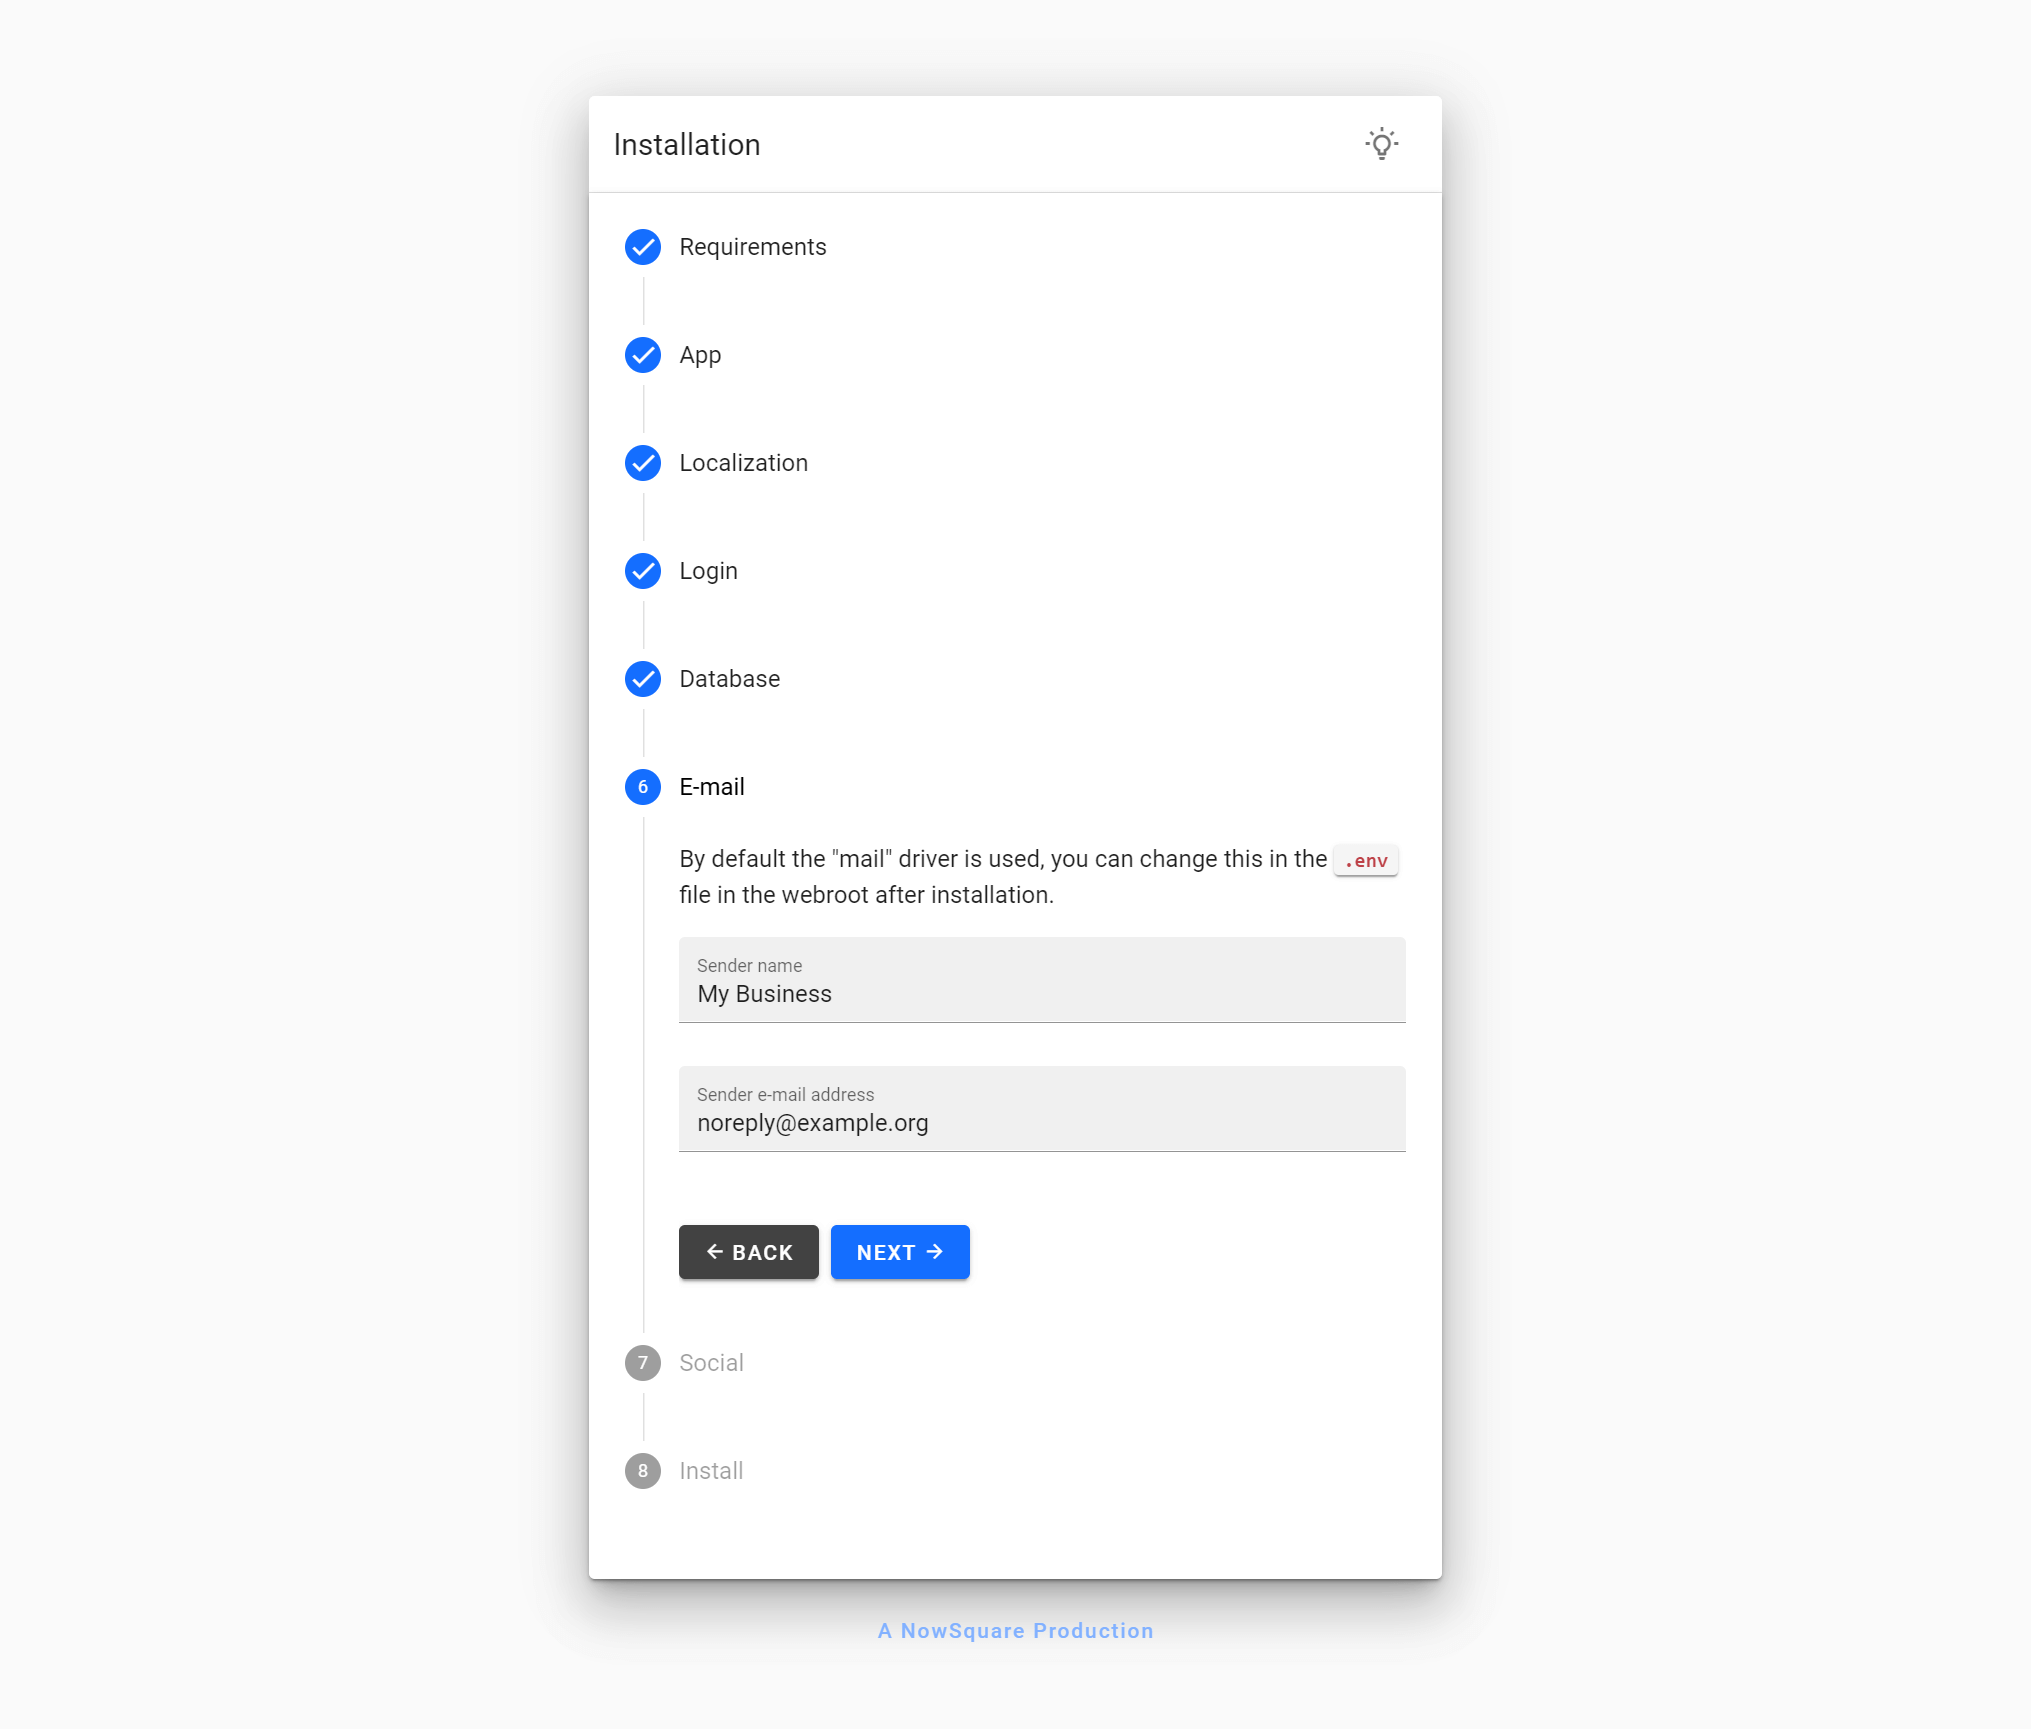 Installation
Requirements
App
Localization
Login
Database
6 E-mail
By default the "mail" driver is used, you can change this in the .env
file in the webroot after installation.
Sender name
My Business
Sender e-mail address
noreply@example.org
BACK NEXT
7 Social
8 Install
A NowSquare Production